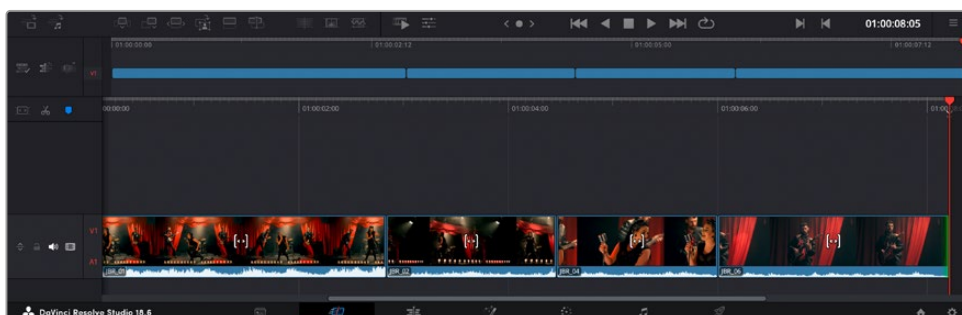 01:00:08:05
01:00:00:00 01:00:02:12 01:00:05:00 01:00:07:12
V1
00:00:00 01:00:02:00 01:00:04:00 01:00:06:00
V1
A1
JBR_01 JBR_02 JBR_04 JBR_06
DaVinci Resolve Studio 18.6